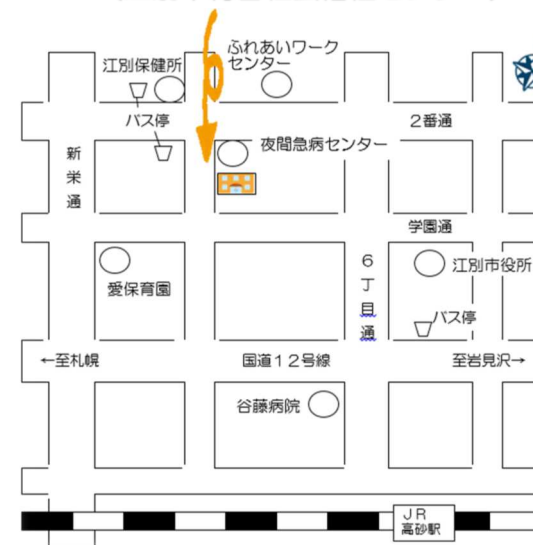 ふれあいワーク
センター
江別保健所
バス停
2番通
夜間急病センター
新栄通
学園通
6丁目通
江別市役所
愛保育園
バス停
←至札幌
国道12号線
至岩見沢→
谷藤病院
JR
高砂駅